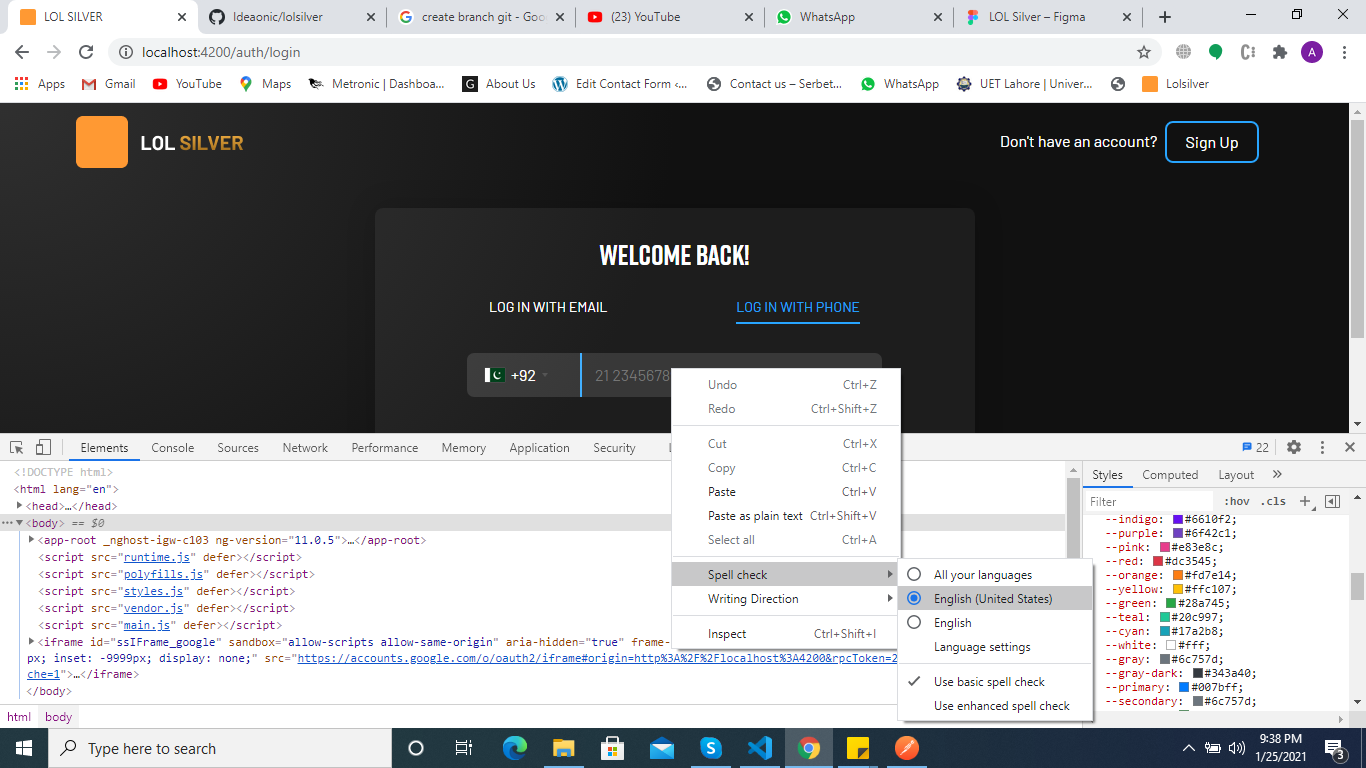 LOL SILVER
Ideaonic/lolsilver
create branch git - Goo
(23) YouTube
WhatsApp
LOL Silver – Figma
localhost:4200/auth/login
A
Apps
Gmail
YouTube
Maps
Metronic | Dashboa...
G
About Us
Edit Contact Form ‹...
Contact us – Serbet...
WhatsApp
UET Lahore | Univer...
Lolsilver
LOL SILVER
Don't have an account?
Sign Up
WELCOME BACK!
LOG IN WITH EMAIL
LOG IN WITH PHONE
+92
21 2345678
Undo Ctrl+Z
Redo Ctrl+Shift+Z
Cut Ctrl+X
Copy Ctrl+C
Paste Ctrl+V
Paste as plain text Ctrl+Shift+V
Select all Ctrl+A
Spell check
Writing Direction
Inspect Ctrl+Shift+I
All your languages
English (United States)
English
Language settings
Use basic spell check
Use enhanced spell check
Elements Console Sources Network Performance Memory Application Security
22
<!DOCTYPE html>
<html lang="en">
<head>…</head>
<body> == $0
<app-root _nghost-igw-c103 ng-version="11.0.5">…</app-root>
<script src="runtime.js" defer></script>
<script src="polyfills.js" defer></script>
<script src="styles.js" defer></script>
<script src="vendor.js" defer></script>
<script src="main.js" defer></script>
<iframe id="ssIFrame_google" sandbox="allow-scripts allow-same-origin" aria-hidden="true" frame-
px; inset: -9999px; display: none;" src="https://accounts.google.com/o/oauth2/iframe#origin=http%3A%2F%2Flocalhost%3A4200&rpcToken=2
che=1">…</iframe>
</body>
html body
Styles Computed Layout
Filter :hov .cls
--indigo: #6610f2;
--purple: #6f42c1;
--pink: #e83e8c;
--red: #dc3545;
--orange: #fd7e14;
--yellow: #ffc107;
--green: #28a745;
--teal: #20c997;
--cyan: #17a2b8;
--white: #fff;
--gray: #6c757d;
--gray-dark: #343a40;
--primary: #007bff;
--secondary: #6c757d;
Type here to search
9:38 PM
1/25/2021
3